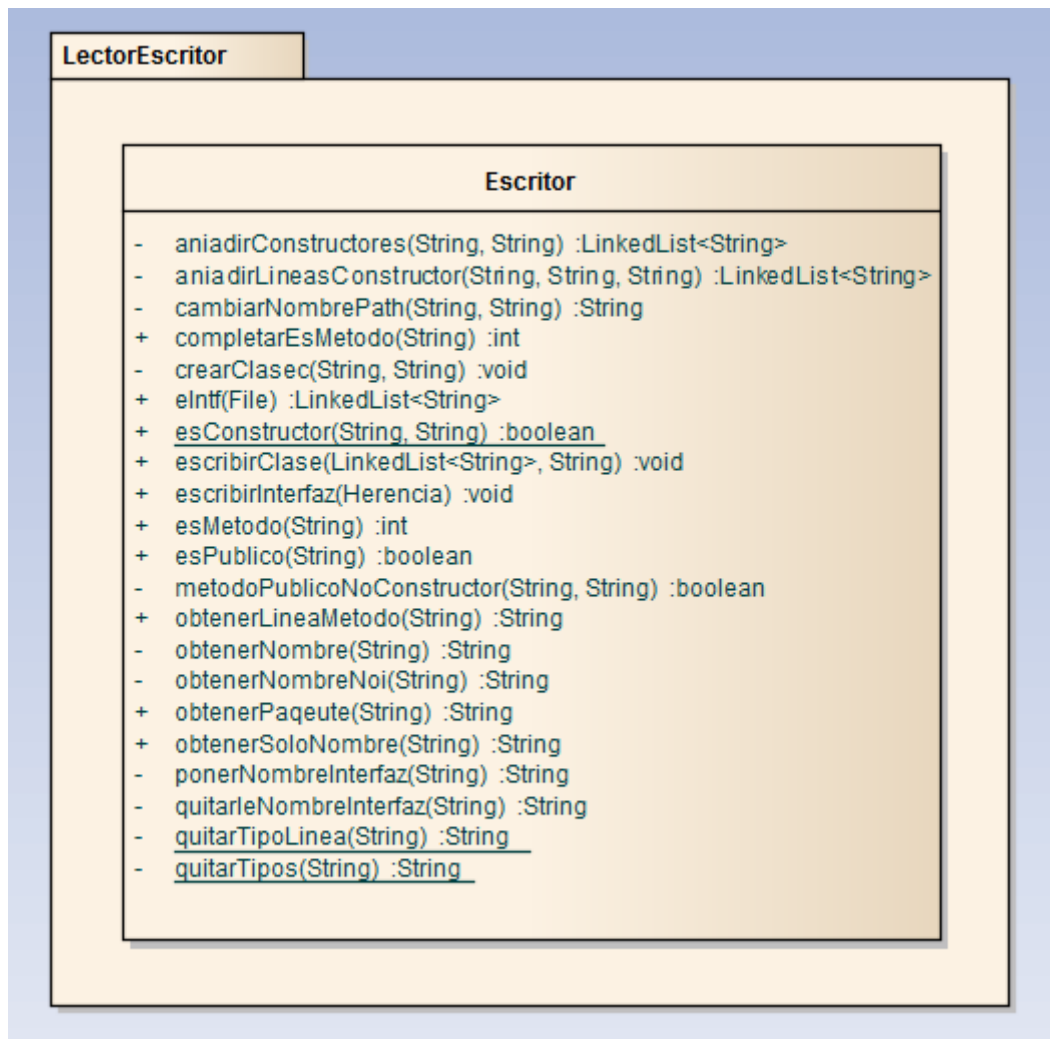 LectorEscritor
Escritor
- aniadirConstructores(String, String) :LinkedList<String>
- aniadirLineasConstructor(String, String, String) :LinkedList<String>
- cambiarNombrePath(String, String) :String
+ completarEsMetodo(String) :int
- crearClasec(String, String) :void
+ eIntf(File) :LinkedList<String>
+ esConstructor(String, String) :boolean
+ escribirClase(LinkedList<String>, String) :void
+ escribirInterfaz(Herencia) :void
+ esMetodo(String) :int
+ esPublico(String) :boolean
- metodoPublicoNoConstructor(String, String) :boolean
+ obtenerLineaMetodo(String) :String
- obtenerNombre(String) :String
- obtenerNombreNoi(String) :String
+ obtenerPaqeute(String) :String
+ obtenerSoloNombre(String) :String
- ponerNombreInterfaz(String) :String
- quitarleNombreInterfaz(String) :String
- quitarTipoLinea(String) :String
- quitarTipos(String) :String